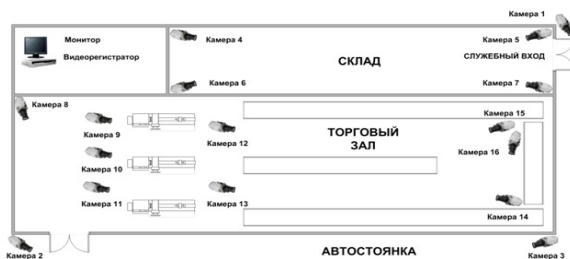 Камера 1
Монитор
Видеорегистратор
Камера 4
Камера 5
СКЛАД
СЛУЖЕБНЫЙ ВХОД
Камера 6
Камера 7
Камера 8
Камера 9
Камера 12
ТОРГОВЫЙ
ЗАЛ
Камера 15
Камера 16
Камера 10
Камера 11
Камера 13
Камера 14
Камера 2
АВТОСТОЯНКА
Камера 3